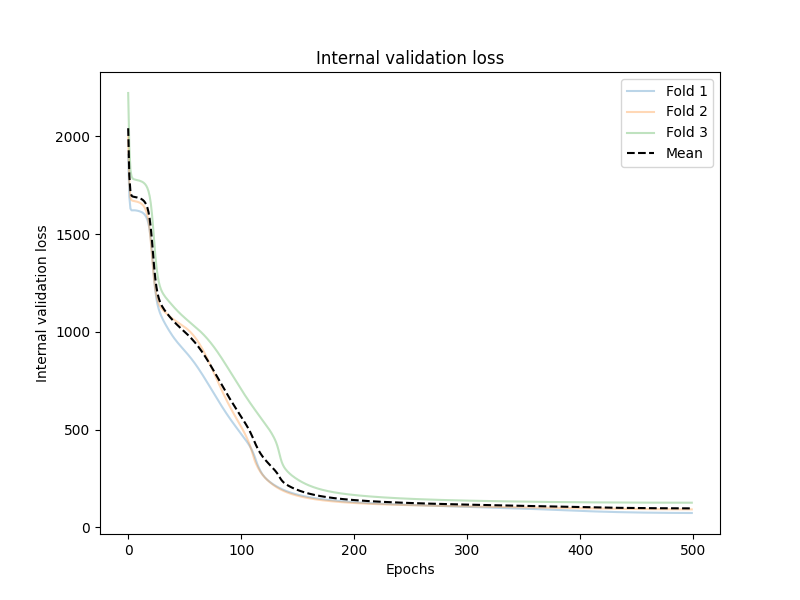 Internal validation loss
Fold 1
Fold 2
Fold 3
Mean
Internal validation loss
2000
1500
1000
500
0
0 100 200 300 400 500
Epochs